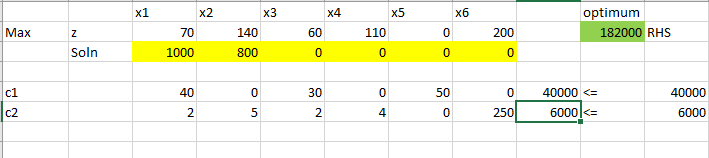 x1 x2 x3 x4 x5 x6 optimum
Max z 70 140 60 110 0 200 182000 RHS
Soln 1000 800 0 0 0 0
c1 40 0 30 0 50 0 40000 <= 40000
c2 2 5 2 4 0 250 6000 <= 6000